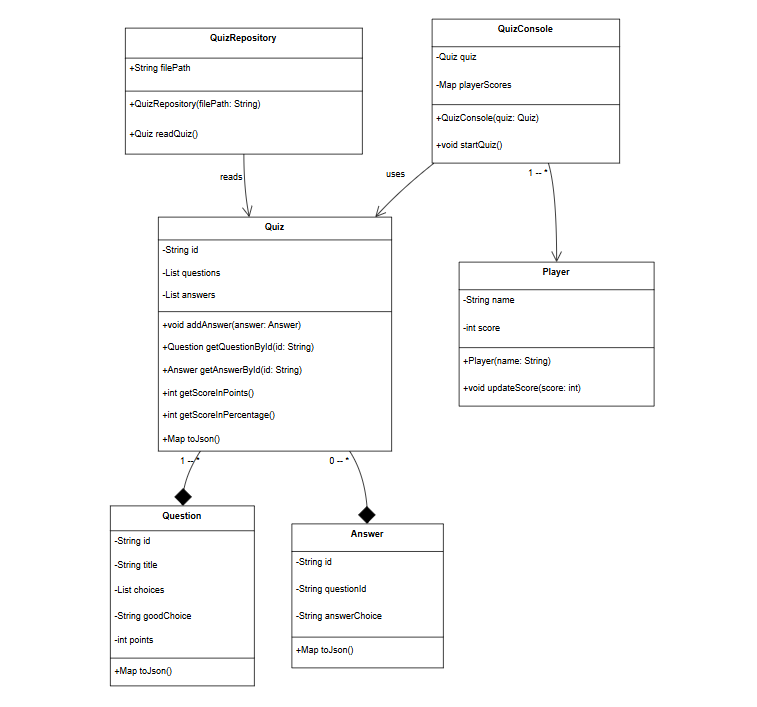 QuizRepository
+String filePath
+QuizRepository(filePath: String)
+Quiz readQuiz()
QuizConsole
-Quiz quiz
-Map playerScores
+QuizConsole(quiz: Quiz)
+void startQuiz()
reads
uses
1 -- *
Quiz
-String id
-List questions
-List answers
+void addAnswer(answer: Answer)
+Question getQuestionById(id: String)
+Answer getAnswerById(id: String)
+int getScoreInPoints()
+int getScoreInPercentage()
+Map toJson()
Player
-String name
-int score
+Player(name: String)
+void updateScore(score: int)
1 -- *
0 -- *
Question
-String id
-String title
-List choices
-String goodChoice
-int points
+Map toJson()
Answer
-String id
-String questionId
-String answerChoice
+Map toJson()